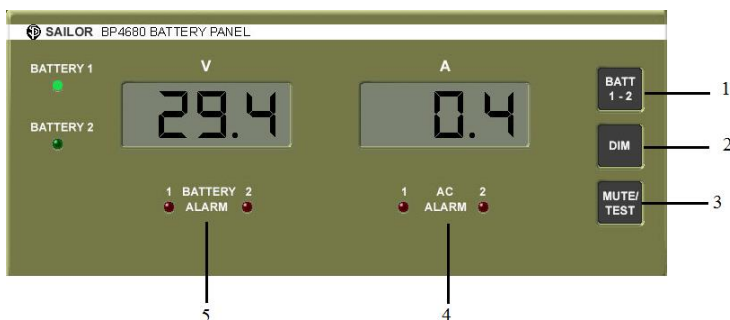 SAILOR BP4680 BATTERY PANEL
BATTERY 1
V
A
BATT
1 - 2
1
29.4
0.4
BATTERY 2
DIM
2
1 BATTERY 2
ALARM
1 AC 2
ALARM
MUTE/
TEST
3
5
4